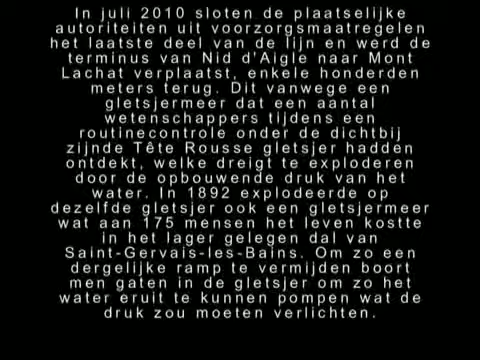 In juli 2010 sloten de plaatselijke
autoriteiten uit voorzorgsmaatregelen
het laatste deel van de lijn en werd de
terminus van Nid d'Aigle naar Mont
Lachat verplaatst, enkele honderden
meters terug. Dit vanwege een
gletsjermeer dat een aantal
wetenschappers tijdens een
routinecontrole onder de dichtbij
zijnde Tête Rousse gletsjer hadden
ontdekt, welke dreigt te exploderen
door de opbouwende druk van het
water. In 1892 explodeerde op
dezelfde gletsjer ook een gletsjermeer
wat aan 175 mensen het leven kostte
in het lager gelegen dal van
Saint-Gervais-les-Bains. Om zo een
dergelijke ramp te vermijden boort
men gaten in de gletsjer om zo het
water eruit te kunnen pompen wat de
druk zou moeten verlichten.